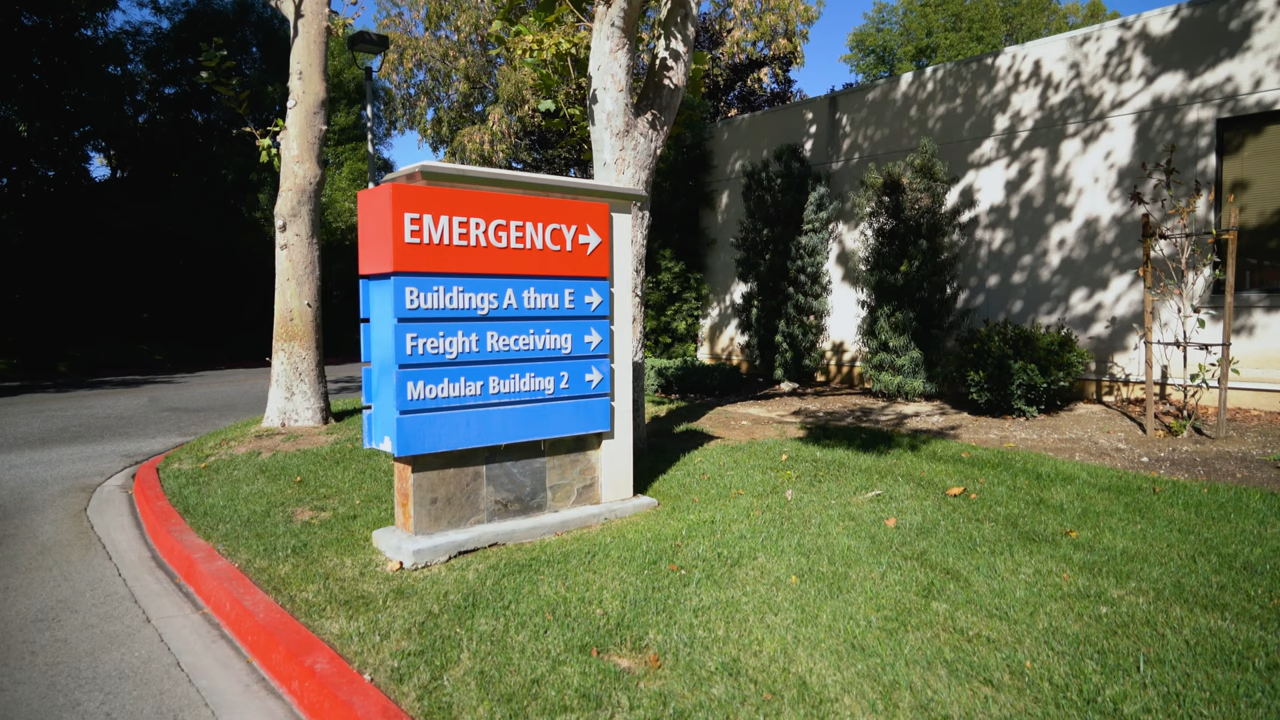 EMERGENCY→
Buildings A thru E →
Freight Receiving →
Modular Building 2 →